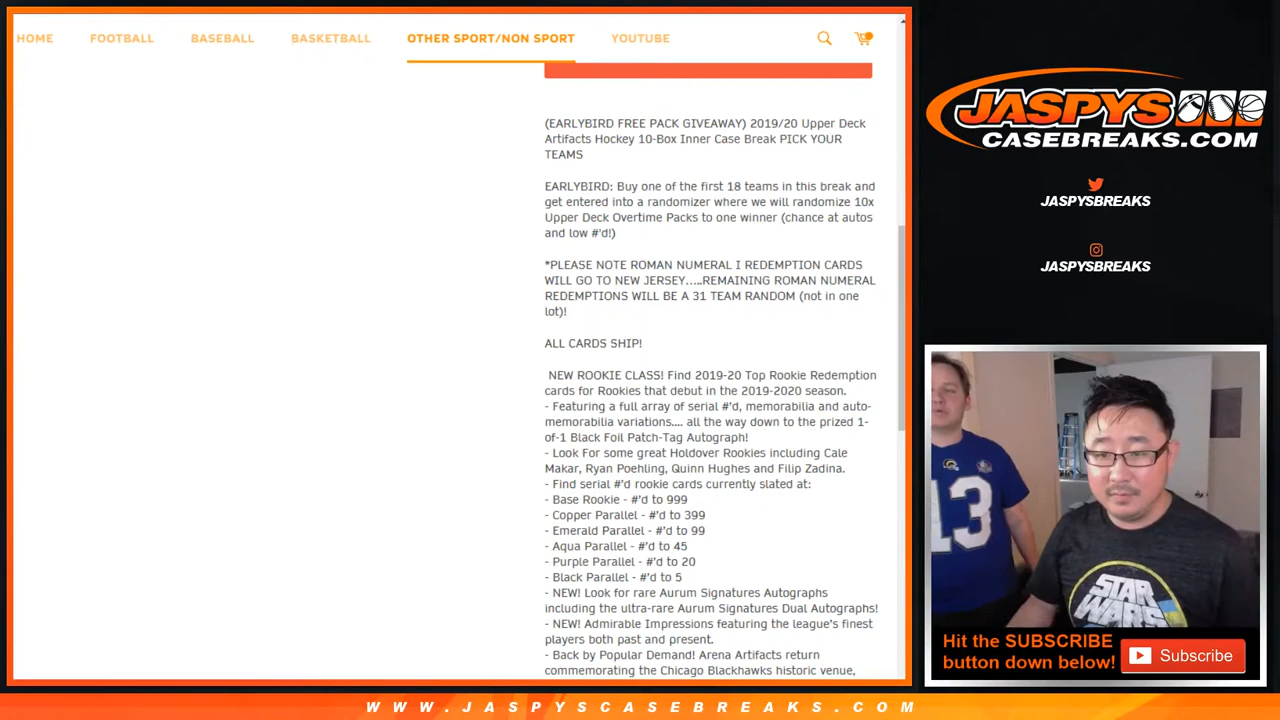 HOME FOOTBALL BASEBALL BASKETBALL OTHER SPORT/NON SPORT YOUTUBE
(EARLYBIRD FREE PACK GIVEAWAY) 2019/20 Upper Deck
Artifacts Hockey 10-Box Inner Case Break PICK YOUR
TEAMS
EARLYBIRD: Buy one of the first 18 teams in this break and
get entered into a randomizer where we will randomize 10x
Upper Deck Overtime Packs to one winner (chance at autos
and low #'d!)
*PLEASE NOTE ROMAN NUMERAL I REDEMPTION CARDS
WILL GO TO NEW JERSEY.....REMAINING ROMAN NUMERAL
REDEMPTIONS WILL BE A 31 TEAM RANDOM (not in one
lot)!
ALL CARDS SHIP!
NEW ROOKIE CLASS! Find 2019-20 Top Rookie Redemption
cards for Rookies that debut in the 2019-2020 season.
- Featuring a full array of serial #'d, memorabilia and auto-
memorabilia variations.... all the way down to the prized 1-
of-1 Black Foil Patch-Tag Autograph!
- Look For some great Holdover Rookies including Cale
Makar, Ryan Poehling, Quinn Hughes and Filip Zadina.
- Find serial #'d rookie cards currently slated at:
- Base Rookie - #'d to 999
- Copper Parallel - #'d to 399
- Emerald Parallel - #'d to 99
- Aqua Parallel - #'d to 45
- Purple Parallel - #'d to 20
- Black Parallel - #'d to 5
- NEW! Look for rare Aurum Signatures Autographs
including the ultra-rare Aurum Signatures Dual Autographs!
- NEW! Admirable Impressions featuring the league's finest
players both past and present.
- Back by Popular Demand! Arena Artifacts return
commemorating the Chicago Blackhawks historic venue,
JASPYS
CASEBREAKS.COM
JASPYSBREAKS
JASPYSBREAKS
13
STAR
WARS
Hit the SUBSCRIBE
button down below!
Subscribe
WWW.JASPYSCASEBREAKS.COM